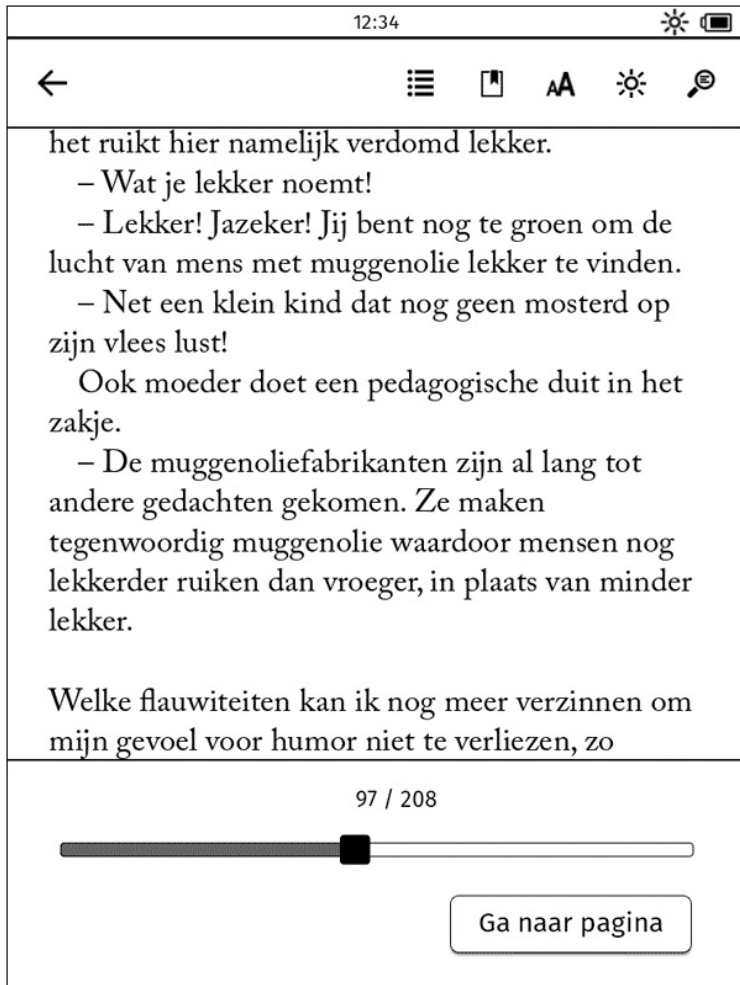 12:34
AA
het ruikt hier namelijk verdomd lekker.
– Wat je lekker noemt!
– Lekker! Jazeker! Jij bent nog te groen om de
lucht van mens met muggenolie lekker te vinden.
– Net een klein kind dat nog geen mosterd op
zijn vlees lust!
Ook moeder doet een pedagogische duit in het
zakje.
– De muggenoliefabrikanten zijn al lang tot
andere gedachten gekomen. Ze maken
tegenwoordig muggenolie waardoor mensen nog
lekkerder ruiken dan vroeger, in plaats van minder
lekker.
Welke flauwiteiten kan ik nog meer verzinnen om
mijn gevoel voor humor niet te verliezen, zo
97 / 208
Ga naar pagina